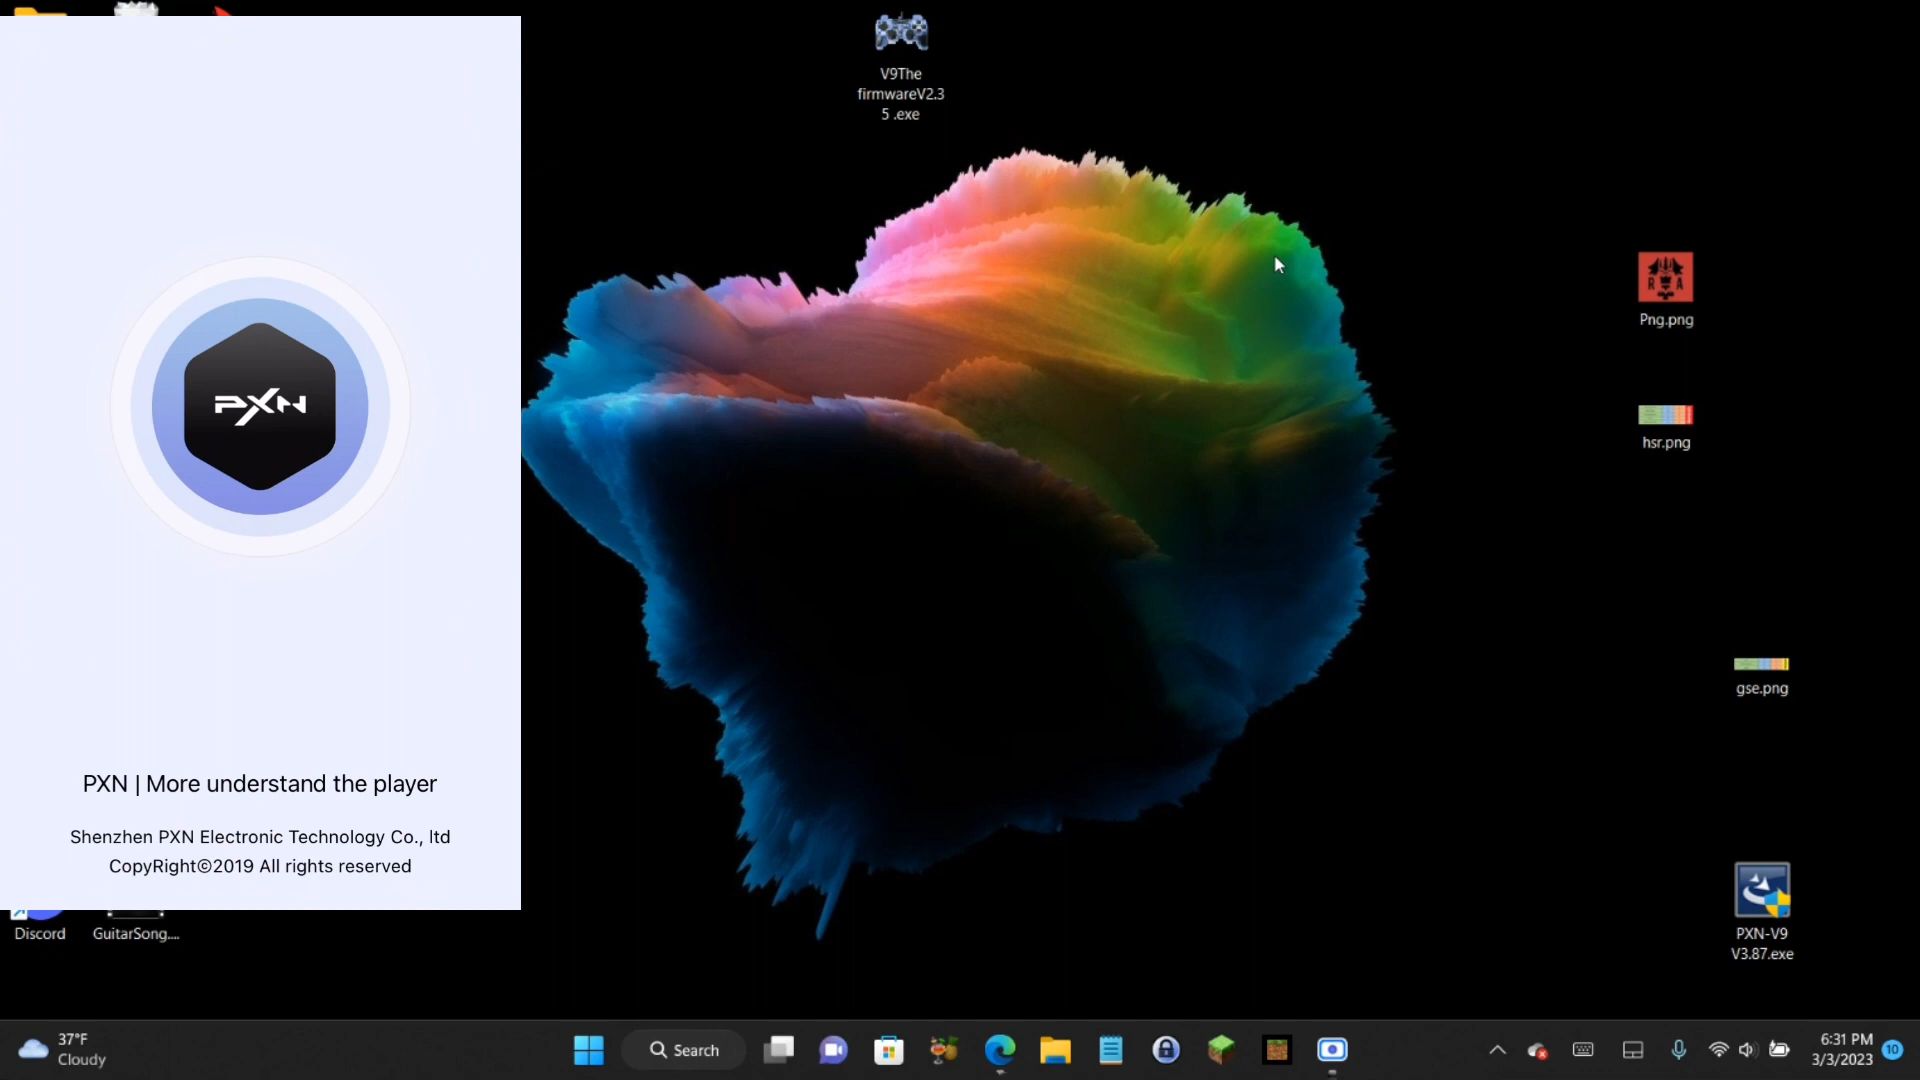 V9The
firmwareV2.3
5 .exe
PXN
PXN | More understand the player
Shenzhen PXN Electronic Technology Co., ltd
CopyRight©2019 All rights reserved
R A
Png.png
hsr.png
gse.png
PXN-V9
V3.87.exe
Discord
GuitarSong....
37°F
Cloudy
Search
6:31 PM
3/3/2023
10